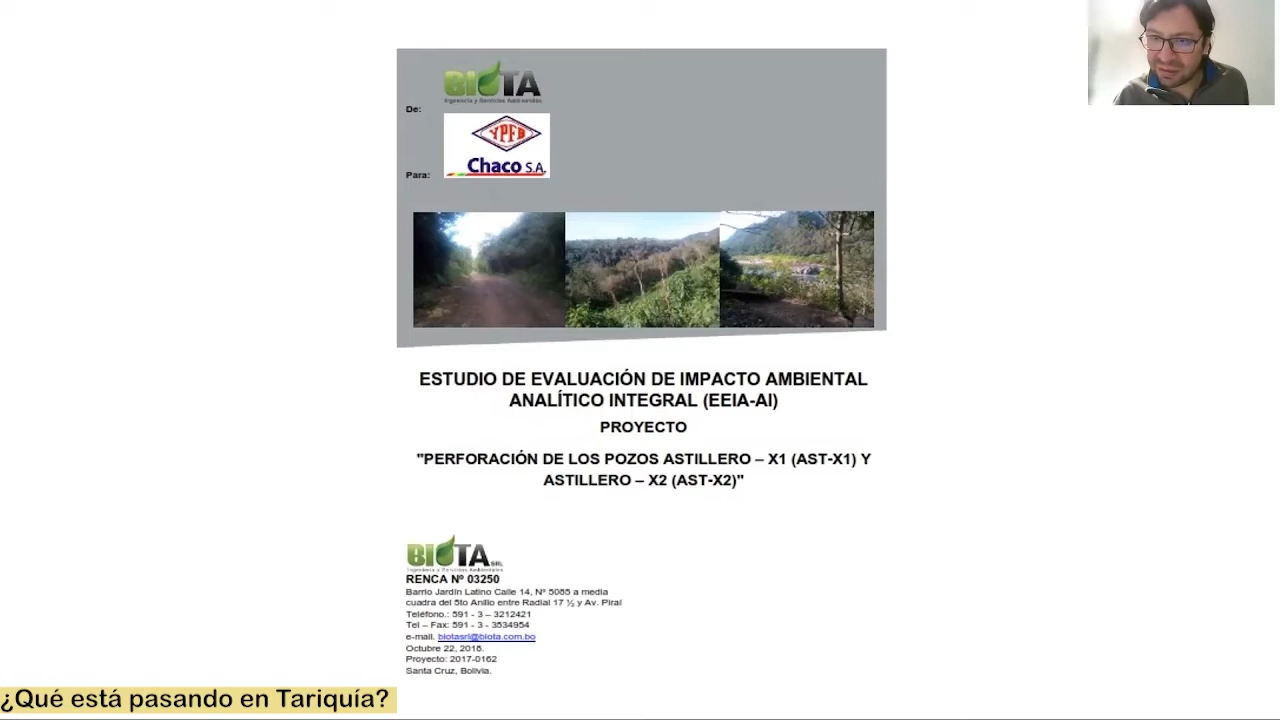 BIOTA
Ingeniería y Servicios Ambientales
De:
YPFB
Chaco S.A.
Para:
ESTUDIO DE EVALUACIÓN DE IMPACTO AMBIENTAL
ANALÍTICO INTEGRAL (EEIA-AI)
PROYECTO
"PERFORACIÓN DE LOS POZOS ASTILLERO – X1 (AST-X1) Y
ASTILLERO – X2 (AST-X2)"
BIOTA SRL
Ingeniería y Servicios Ambientales
RENCA Nº 03250
Barrio Jardín Latino Calle 14, Nº 5085 a media
cuadra del 5to Anillo entre Radial 17 ½ y Av. Piraí
Teléfono.: 591 - 3 – 3212421
Tel – Fax: 591 - 3 - 3534954
e-mail. biotasrl@biota.com.bo
Octubre 22, 2018.
Proyecto: 2017-0162
Santa Cruz, Bolivia.
¿Qué está pasando en Tariquía?